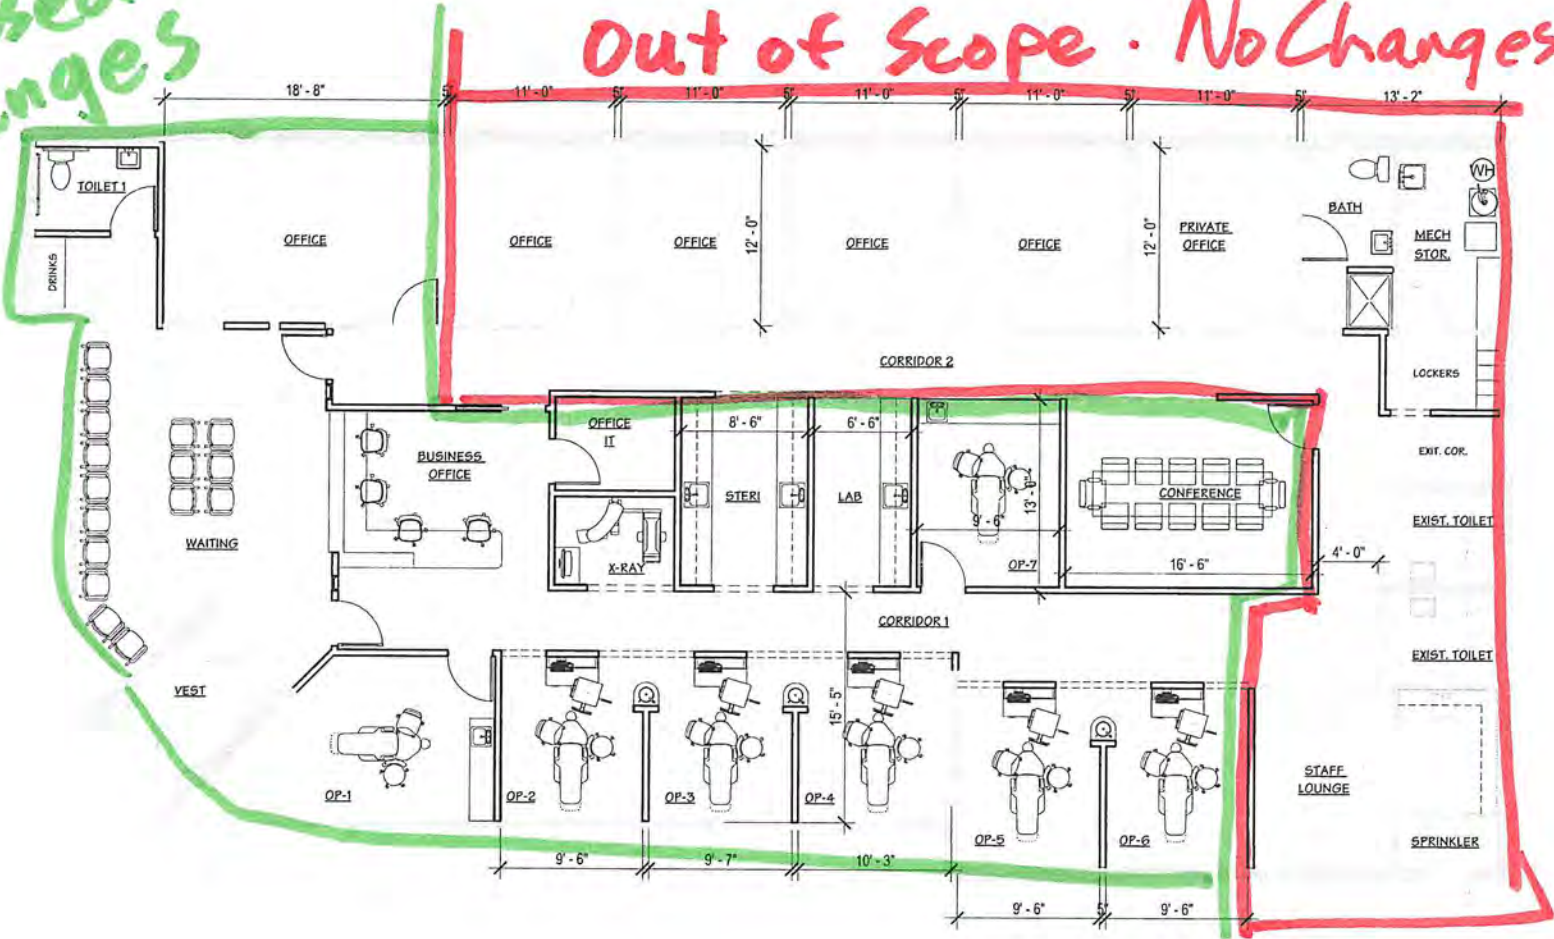 Out of Scope. No Changes
18' - 8"
5"
11' - 0"
5"
11' - 0"
5"
11' - 0"
5"
11' - 0"
5"
11' - 0"
5"
13' - 2"
TOILET 1
DRINKS
OFFICE
OFFICE
OFFICE
12' - 0"
OFFICE
OFFICE
12' - 0"
PRIVATE
OFFICE
BATH
WH
MECH
STOR.
CORRIDOR 2
LOCKERS
OFFICE
IT
8' - 6"
6' - 6"
BUSINESS
OFFICE
STERI
LAB
13' - 0"
9' - 6"
CONFERENCE
EXIT. COR.
EXIST. TOILET
WAITING
X-RAY
OP-7
16' - 6"
4' - 0"
CORRIDOR 1
EXIST. TOILET
VEST
15' - 5"
OP-1
OP-2
OP-3
OP-4
OP-5
OP-6
STAFF
LOUNGE
SPRINKLER
9' - 6"
9' - 7"
10' - 3"
9' - 6"
5"
9' - 6"